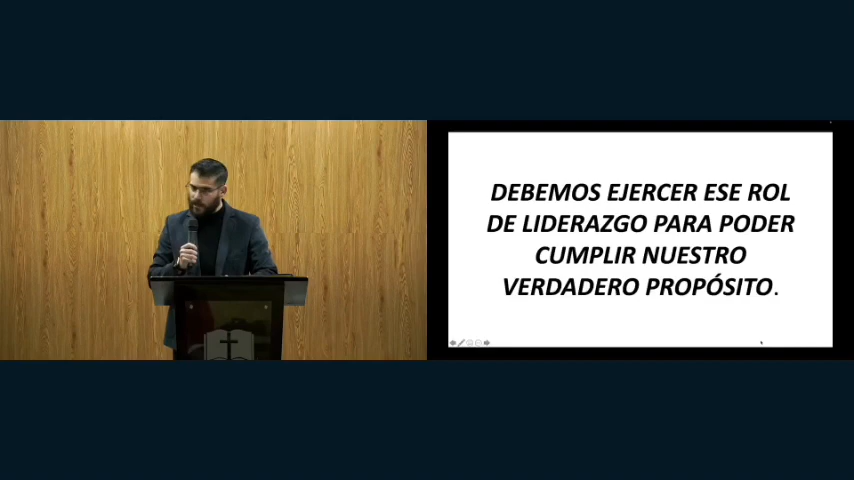 DEBEMOS EJERCER ESE ROL
DE LIDERAZGO PARA PODER
CUMPLIR NUESTRO
VERDADERO PROPÓSITO.